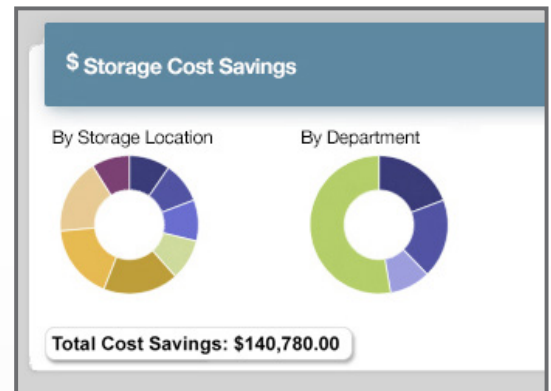 $ Storage Cost Savings
By Storage Location
By Department
Total Cost Savings: $140,780.00